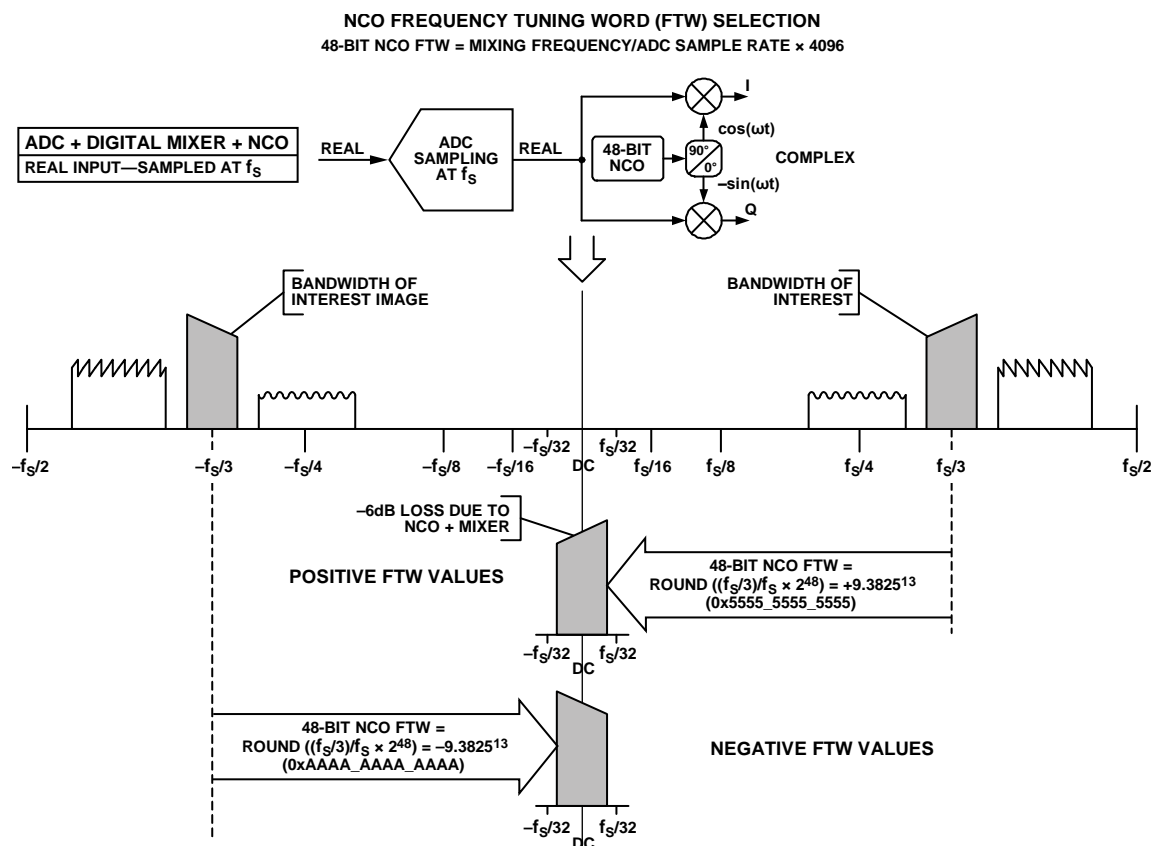 NCO FREQUENCY TUNING WORD (FTW) SELECTION
48-BIT NCO FTW = MIXING FREQUENCY/ADC SAMPLE RATE × 4096
ADC + DIGITAL MIXER + NCO
REAL INPUT—SAMPLED AT fS
REAL
ADC
SAMPLING
AT fS
REAL
48-BIT
NCO
90°
0°
I
cos(ωt)
COMPLEX
–sin(ωt)
Q
BANDWIDTH OF
INTEREST IMAGE
BANDWIDTH OF
INTEREST
–fS/2
–fS/3
–fS/4
–fS/8
–fS/16
–fS/32
DC
fS/32
fS/16
fS/8
fS/4
fS/3
fS/2
–6dB LOSS DUE TO
NCO + MIXER
POSITIVE FTW VALUES
48-BIT NCO FTW =
ROUND ((fS/3)/fS × 2^48) = +9.3825^13
(0x5555_5555_5555)
–fS/32
DC
fS/32
48-BIT NCO FTW =
ROUND ((fS/3)/fS × 2^48) = –9.3825^13
(0xAAAA_AAAA_AAAA)
NEGATIVE FTW VALUES
–fS/32
DC
fS/32